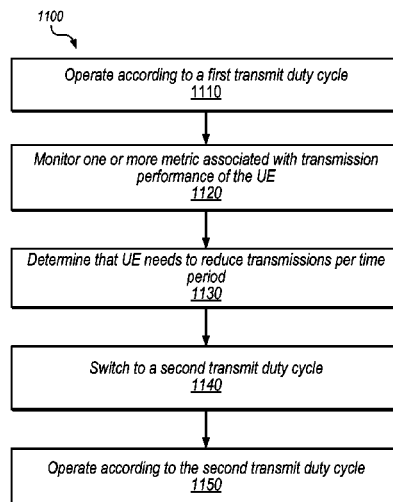 1100
Operate according to a first transmit duty cycle
1110
Monitor one or more metric associated with transmission
performance of the UE
1120
Determine that UE needs to reduce transmissions per time
period
1130
Switch to a second transmit duty cycle
1140
Operate according to the second transmit duty cycle
1150